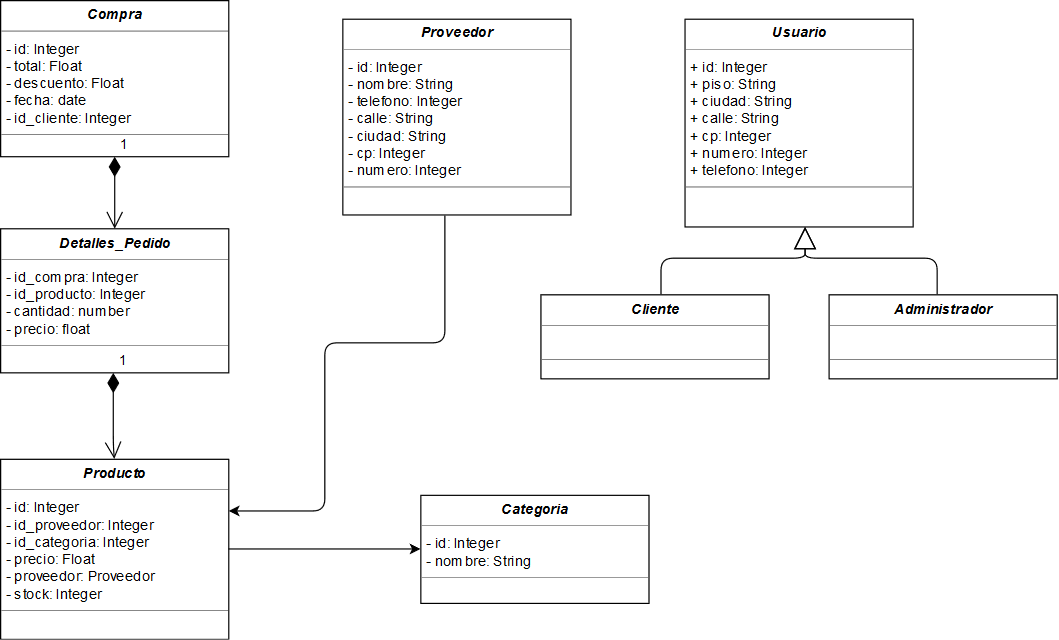 Compra
- id: Integer
- total: Float
- descuento: Float
- fecha: date
- id_cliente: Integer
1
Detalles_Pedido
- id_compra: Integer
- id_producto: Integer
- cantidad: number
- precio: float
1
Producto
- id: Integer
- id_proveedor: Integer
- id_categoria: Integer
- precio: Float
- proveedor: Proveedor
- stock: Integer
Proveedor
- id: Integer
- nombre: String
- telefono: Integer
- calle: String
- ciudad: String
- cp: Integer
- numero: Integer
Usuario
+ id: Integer
+ piso: String
+ ciudad: String
+ calle: String
+ cp: Integer
+ numero: Integer
+ telefono: Integer
Cliente
Administrador
Categoria
- id: Integer
- nombre: String